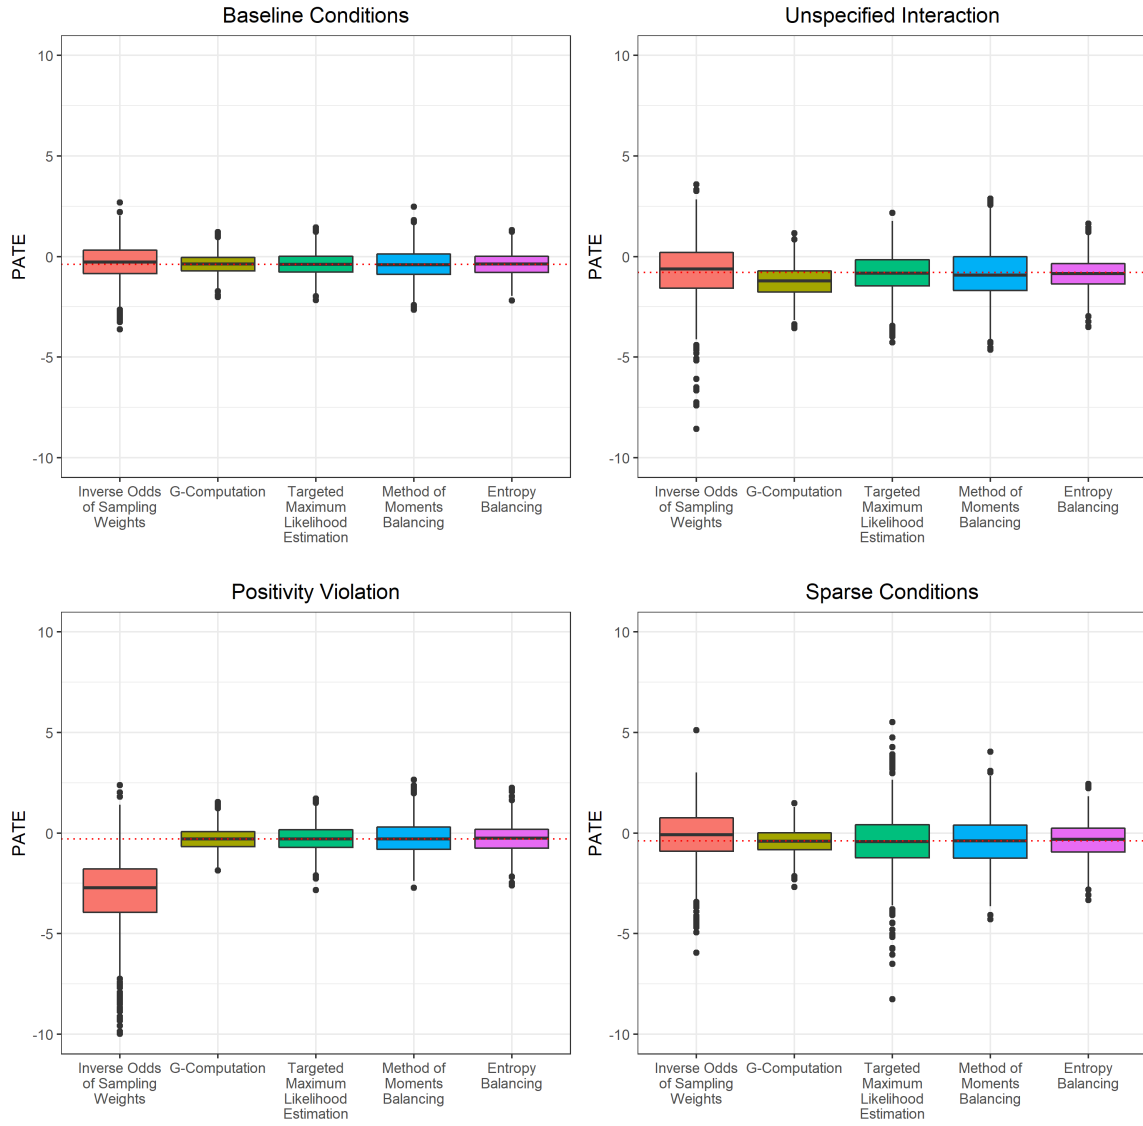 Baseline Conditions
PATE
10
5
0
-5
-10
Inverse Odds
of Sampling
Weights
G-Computation
Targeted
Maximum
Likelihood
Estimation
Method of
Moments
Balancing
Entropy
Balancing
Unspecified Interaction
PATE
10
5
0
-5
-10
Inverse Odds
of Sampling
Weights
G-Computation
Targeted
Maximum
Likelihood
Estimation
Method of
Moments
Balancing
Entropy
Balancing
Positivity Violation
PATE
10
5
0
-5
-10
Inverse Odds
of Sampling
Weights
G-Computation
Targeted
Maximum
Likelihood
Estimation
Method of
Moments
Balancing
Entropy
Balancing
Sparse Conditions
PATE
10
5
0
-5
-10
Inverse Odds
of Sampling
Weights
G-Computation
Targeted
Maximum
Likelihood
Estimation
Method of
Moments
Balancing
Entropy
Balancing